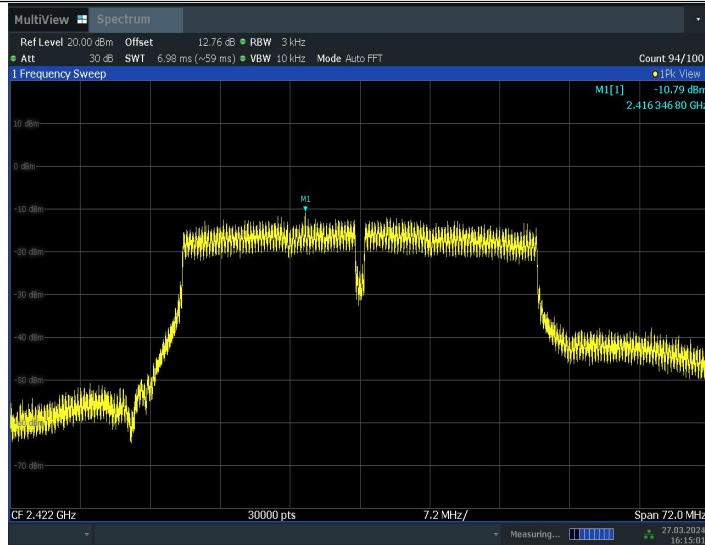 MultiView Spectrum
Ref Level 20.00 dBm Offset 12.76 dB RBW 3 kHz
Att 30 dB SWT 6.98 ms (~59 ms) VBW 10 kHz Mode Auto FFT Count 94/100
1 Frequency Sweep 1Pk View
M1[1] -10.79 dBm
2.416 346 80 GHz
10 dBm
0 dBm
M1
-10 dBm
-20 dBm
-30 dBm
-40 dBm
-50 dBm
-60 dBm
-70 dBm
CF 2.422 GHz 30000 pts 7.2 MHz/ Span 72.0 MHz
Measuring... 27.03.2024
16:15:01